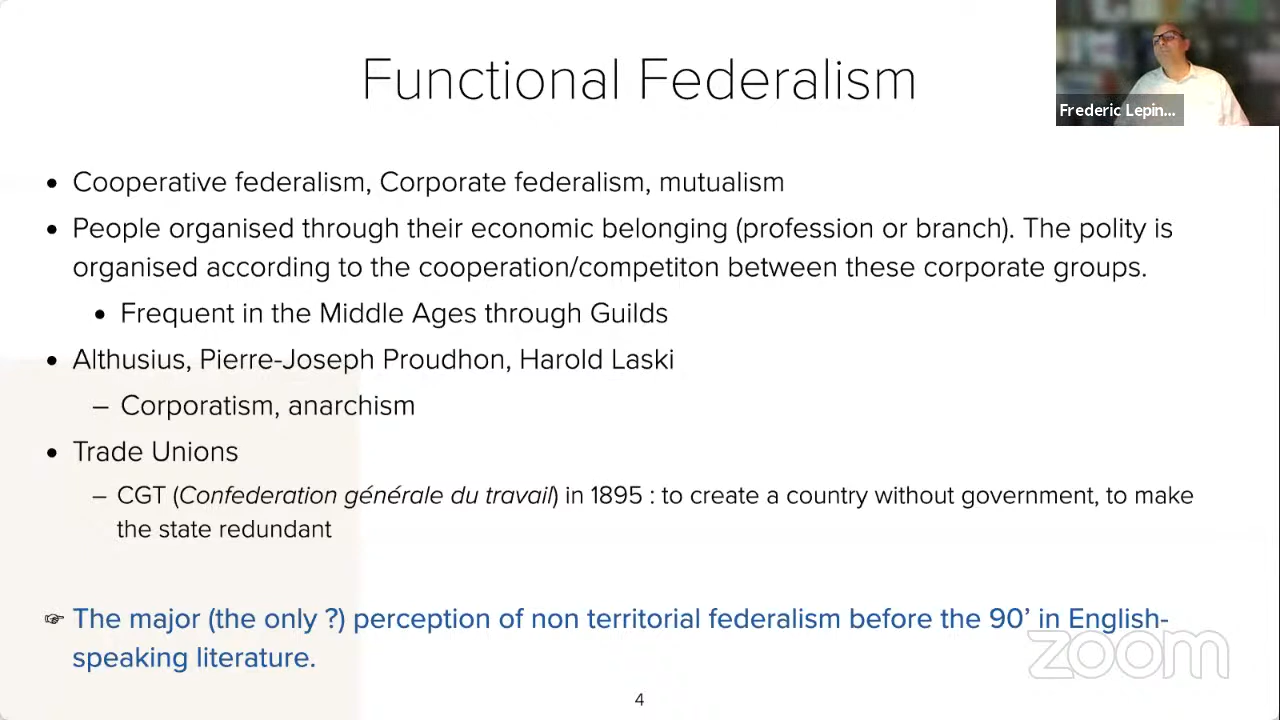 Functional Federalism
Frederic Lepin...
• Cooperative federalism, Corporate federalism, mutualism
• People organised through their economic belonging (profession or branch). The polity is
organised according to the cooperation/competiton between these corporate groups.
• Frequent in the Middle Ages through Guilds
• Althusius, Pierre-Joseph Proudhon, Harold Laski
– Corporatism, anarchism
• Trade Unions
– CGT (Confederation générale du travail) in 1895 : to create a country without government, to make
the state redundant
☞ The major (the only ?) perception of non territorial federalism before the 90’ in English-
speaking literature.
zoom
4